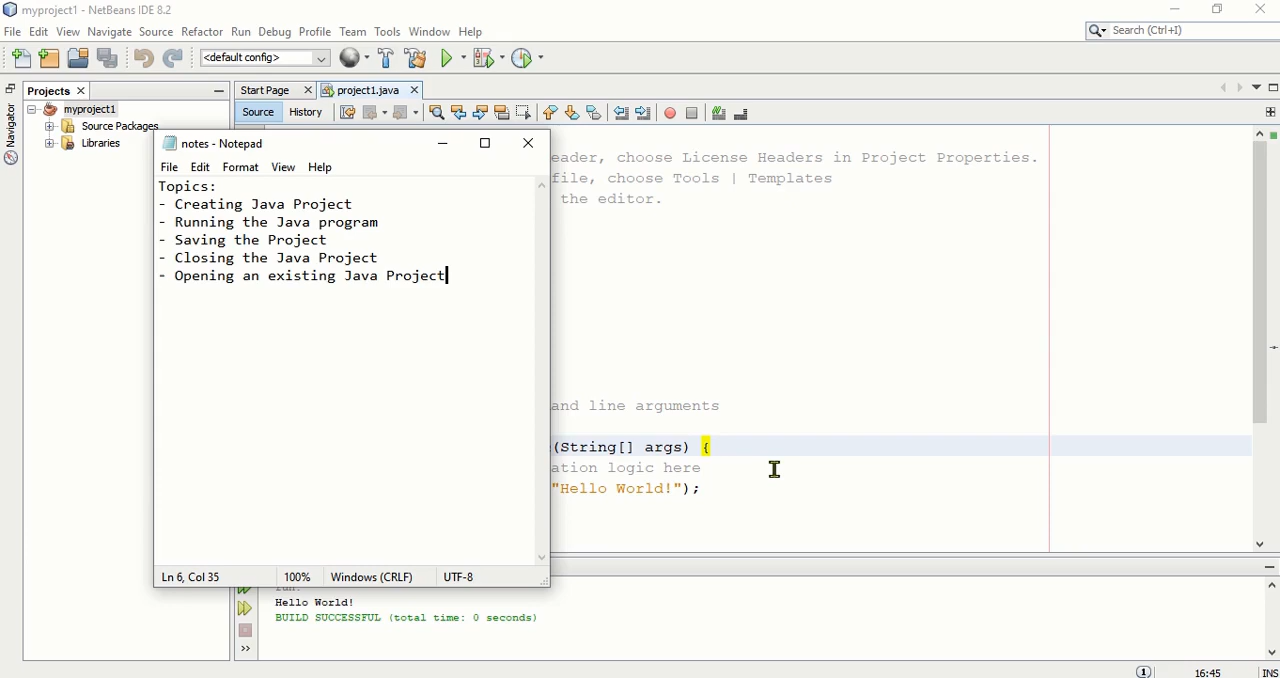 myproject1 - NetBeans IDE 8.2
File Edit View Navigate Source Refactor Run Debug Profile Team Tools Window Help
Search (Ctrl+I)
<default config>
Projects
Start Page
project1.java
Navigator
myproject1
Source Packages
Libraries
Source History
notes - Notepad
File Edit Format View Help
Topics:
- Creating Java Project
- Running the Java program
- Saving the Project
- Closing the Java Project
- Opening an existing Java Project
Ln 6, Col 35 100% Windows (CRLF) UTF-8
eader, choose License Headers in Project Properties.
file, choose Tools | Templates
the editor.
and line arguments
(String[] args) {
ation logic here
"Hello World!");
run:
Hello World!
BUILD SUCCESSFUL (total time: 0 seconds)
1 16:45 INS